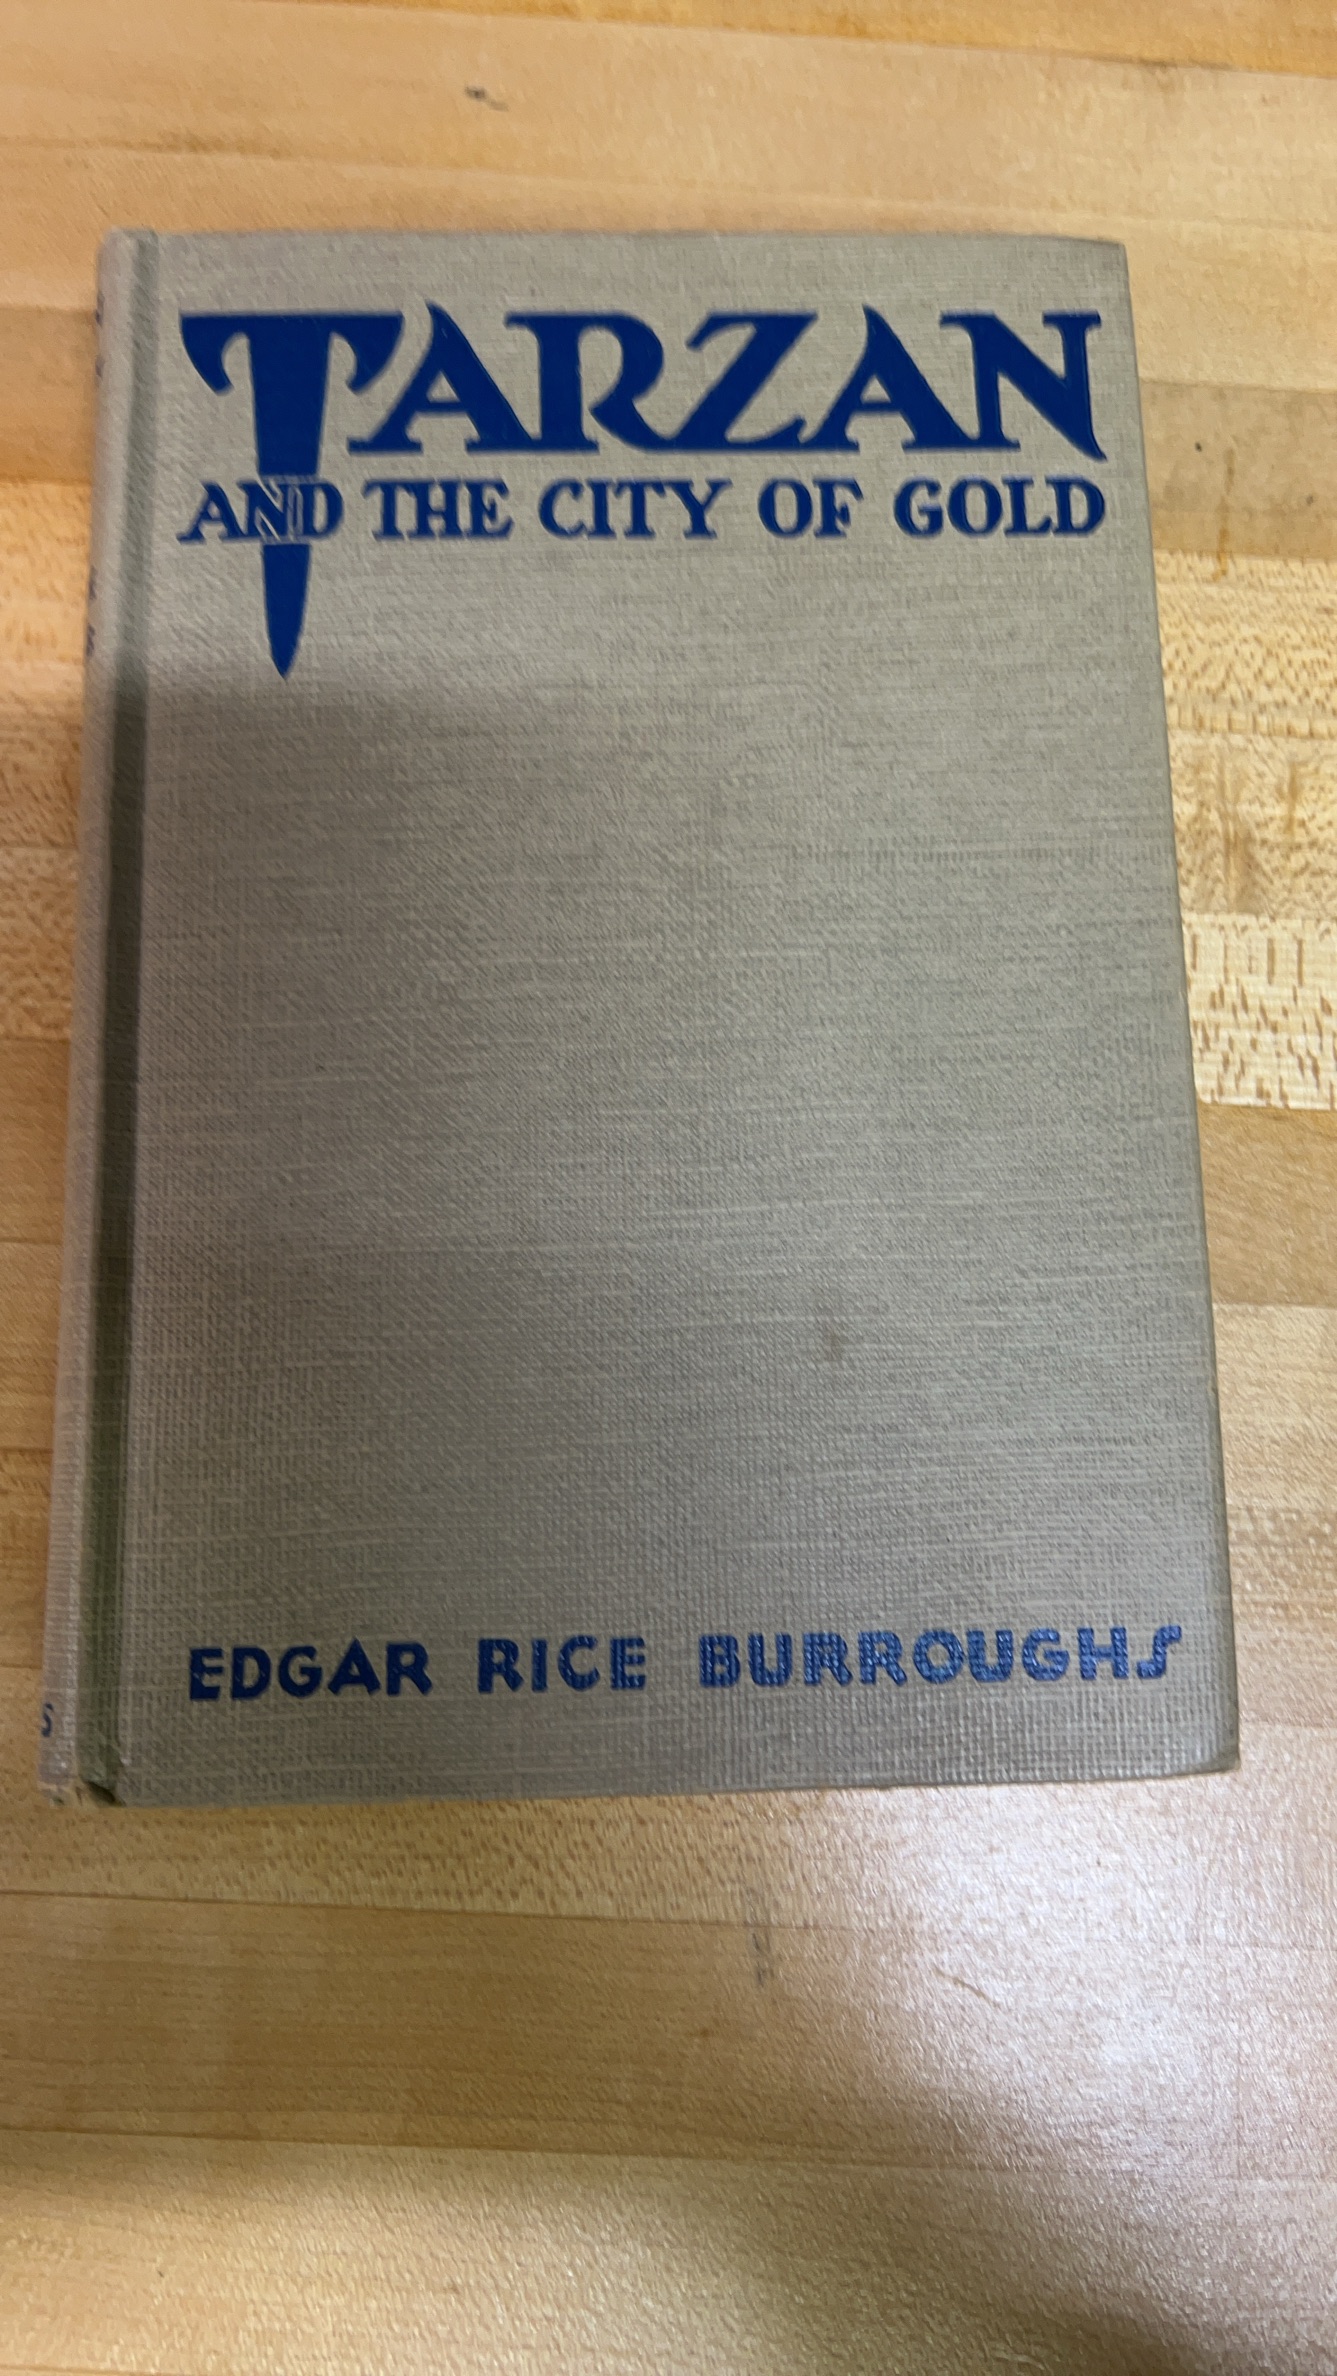 TARZAN
AND THE CITY OF GOLD
EDGAR RICE BURROUGHS